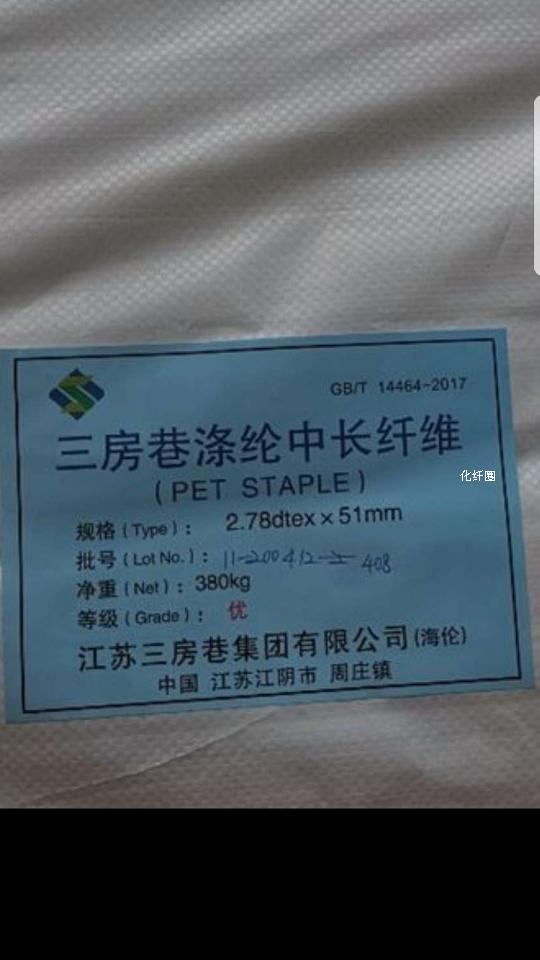 GB/T 14464-2017
三房巷涤纶中长纤维
(PET STAPLE)
化纤圈
规格(Type): 2.78dtex×51mm
批号(Lot No.): 11-200412-2 408
净重(Net): 380kg
等级(Grade): 优
江苏三房巷集团有限公司(海伦)
中国 江苏江阴市 周庄镇